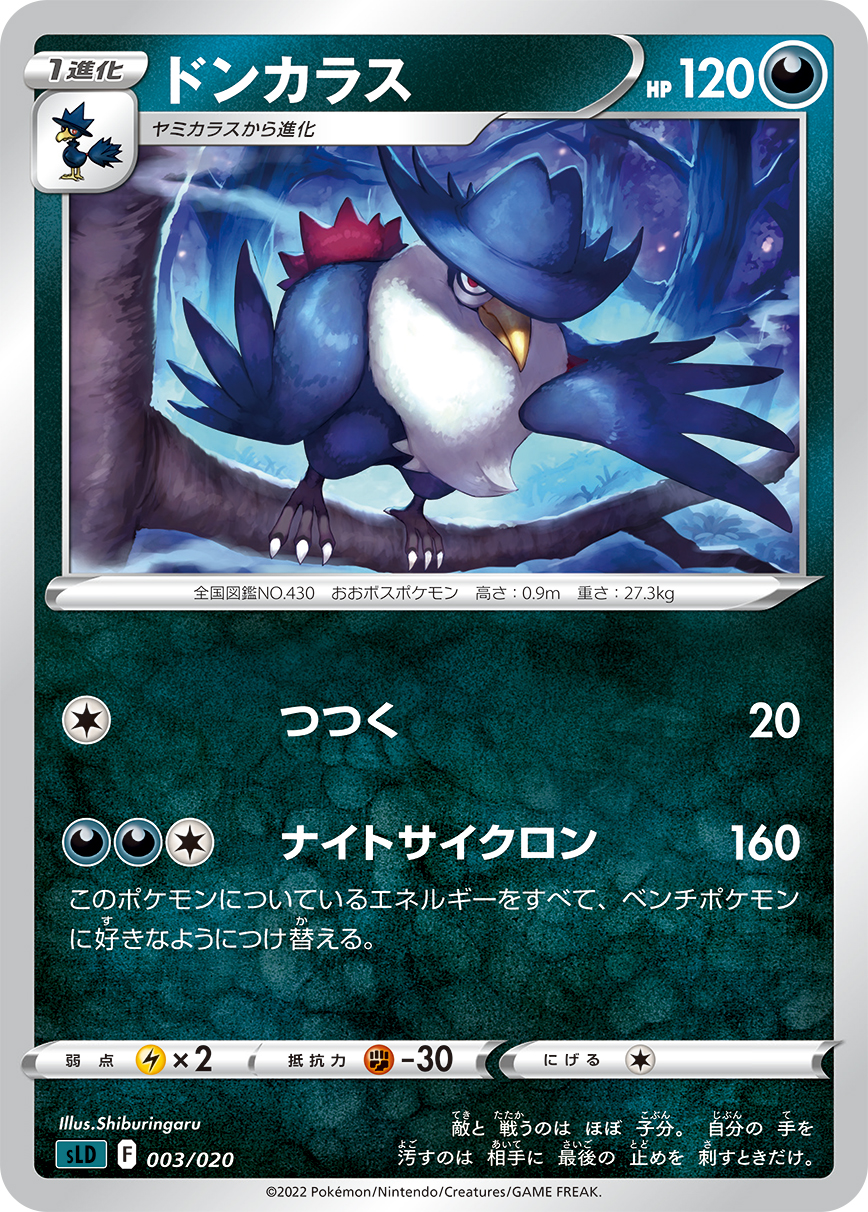 1進化
ドンカラス
HP 120
ヤミカラスから進化
全国図鑑NO.430 おおボスポケモン 高さ:0.9m 重さ:27.3kg
つつく 20
ナイトサイクロン 160
このポケモンについているエネルギーをすべて、ベンチポケモン
に好きなようにつけ替える。
弱点 ×2 抵抗力 -30 にげる
Illus.Shiburingaru
敵と 戦うのは ほぼ 子分。 自分の 手を
汚すのは 相手に 最後の 止めを 刺すときだけ。
sLD F 003/020
©2022 Pokémon/Nintendo/Creatures/GAME FREAK.